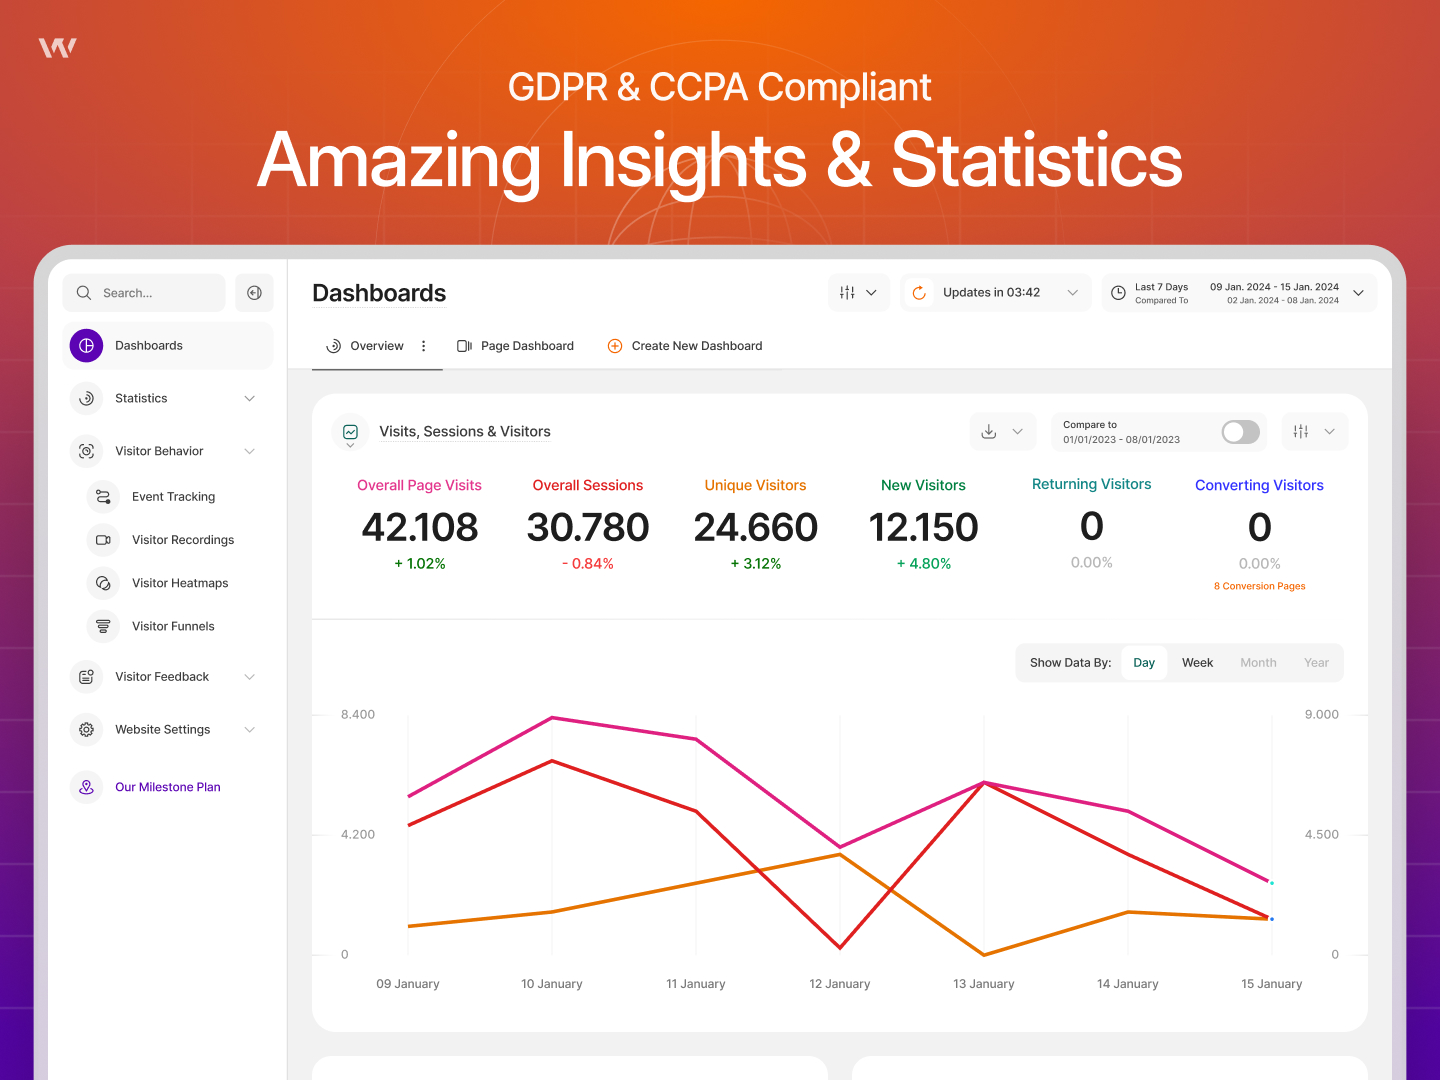 GDPR & CCPA Compliant
Amazing Insights & Statistics
Search...
Dashboards
Statistics
Visitor Behavior
Event Tracking
Visitor Recordings
Visitor Heatmaps
Visitor Funnels
Visitor Feedback
Website Settings
Our Milestone Plan
Dashboards
Updates in 03:42
Last 7 Days 09 Jan. 2024 - 15 Jan. 2024
Compared To 02 Jan. 2024 - 08 Jan. 2024
Overview Page Dashboard Create New Dashboard
Visits, Sessions & Visitors
Compare to
01/01/2023 - 08/01/2023
Overall Page Visits Overall Sessions Unique Visitors New Visitors Returning Visitors Converting Visitors
42.108 30.780 24.660 12.150 0 0
+ 1.02% - 0.84% + 3.12% + 4.80% 0.00% 0.00%
8 Conversion Pages
Show Data By: Day Week Month Year
8.400 9.000
4.200 4.500
0 0
09 January 10 January 11 January 12 January 13 January 14 January 15 January